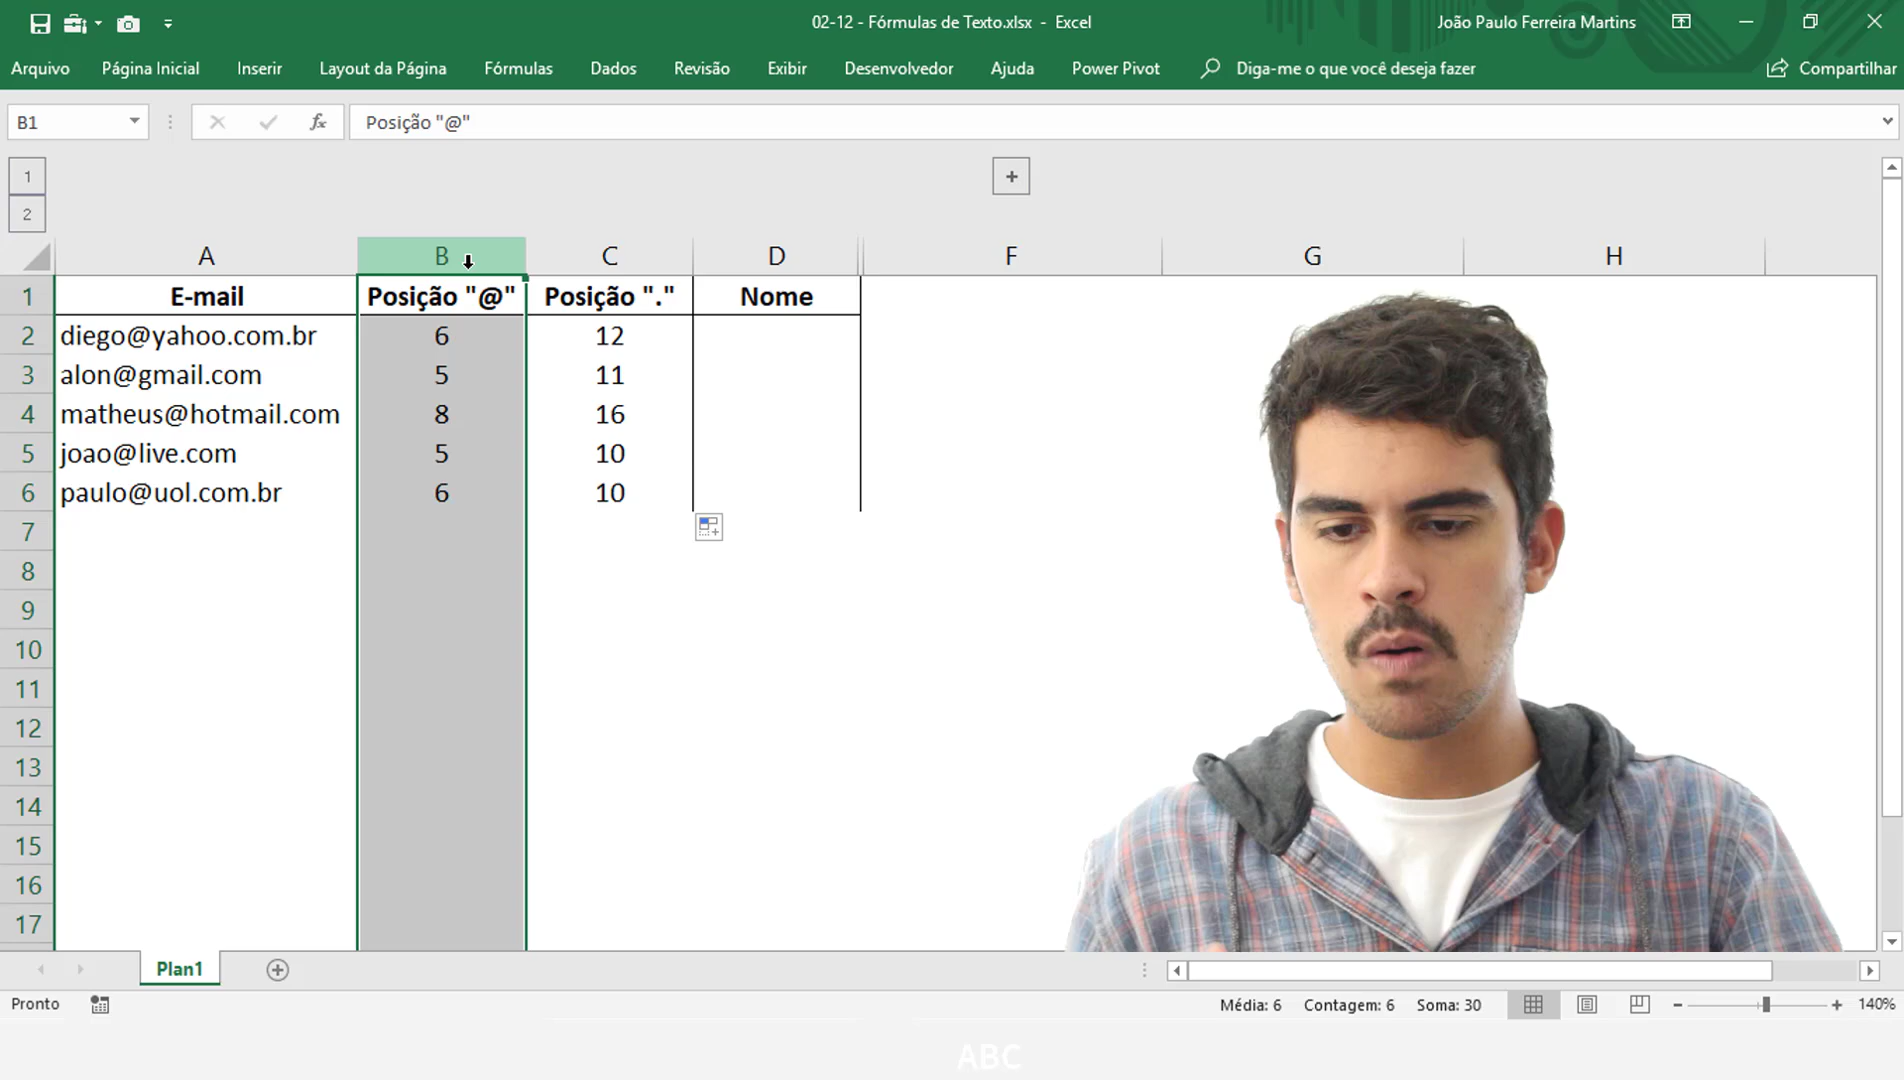 02-12 - Fórmulas de Texto.xlsx - Excel
João Paulo Ferreira Martins
Arquivo Página Inicial Inserir Layout da Página Fórmulas Dados Revisão Exibir Desenvolvedor Ajuda Power Pivot Diga-me o que você deseja fazer Compartilhar
B1 fx Posição "@"
1
2
A B C D F G H
1 E-mail Posição "@" Posição "." Nome
2 diego@yahoo.com.br 6 12
3 alon@gmail.com 5 11
4 matheus@hotmail.com 8 16
5 joao@live.com 5 10
6 paulo@uol.com.br 6 10
7
8
9
10
11
12
13
14
15
16
17
Plan1
Pronto Média: 6 Contagem: 6 Soma: 30 140%
ABC